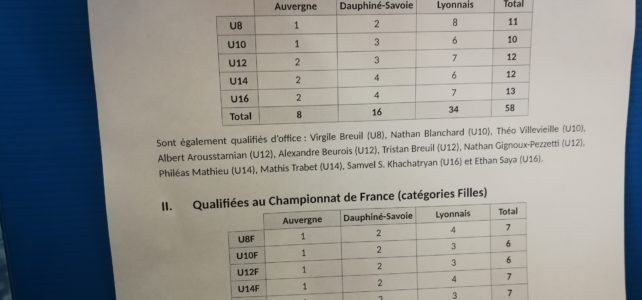 Auvergne Dauphiné-Savoie Lyonnais Total
U8 1 2 8 11
U10 1 3 6 10
U12 2 3 7 12
U14 2 4 6 12
U16 2 4 7 13
Total 8 16 34 58
Sont également qualifiés d'office : Virgile Breuil (U8), Nathan Blanchard (U10), Théo Villevieille (U10),
Albert Arousstamian (U12), Alexandre Beurois (U12), Tristan Breuil (U12), Nathan Gignoux-Pezzetti (U12),
Philéas Mathieu (U14), Mathis Trabet (U14), Samvel S. Khachatryan (U16) et Ethan Saya (U16).
II. Qualifiées au Championnat de France (catégories Filles)
Auvergne Dauphiné-Savoie Lyonnais Total
U8F 1 2 4 7
U10F 1 2 3 6
U12F 1 2 3 6
U14F 1 2 4 7
2 3 7